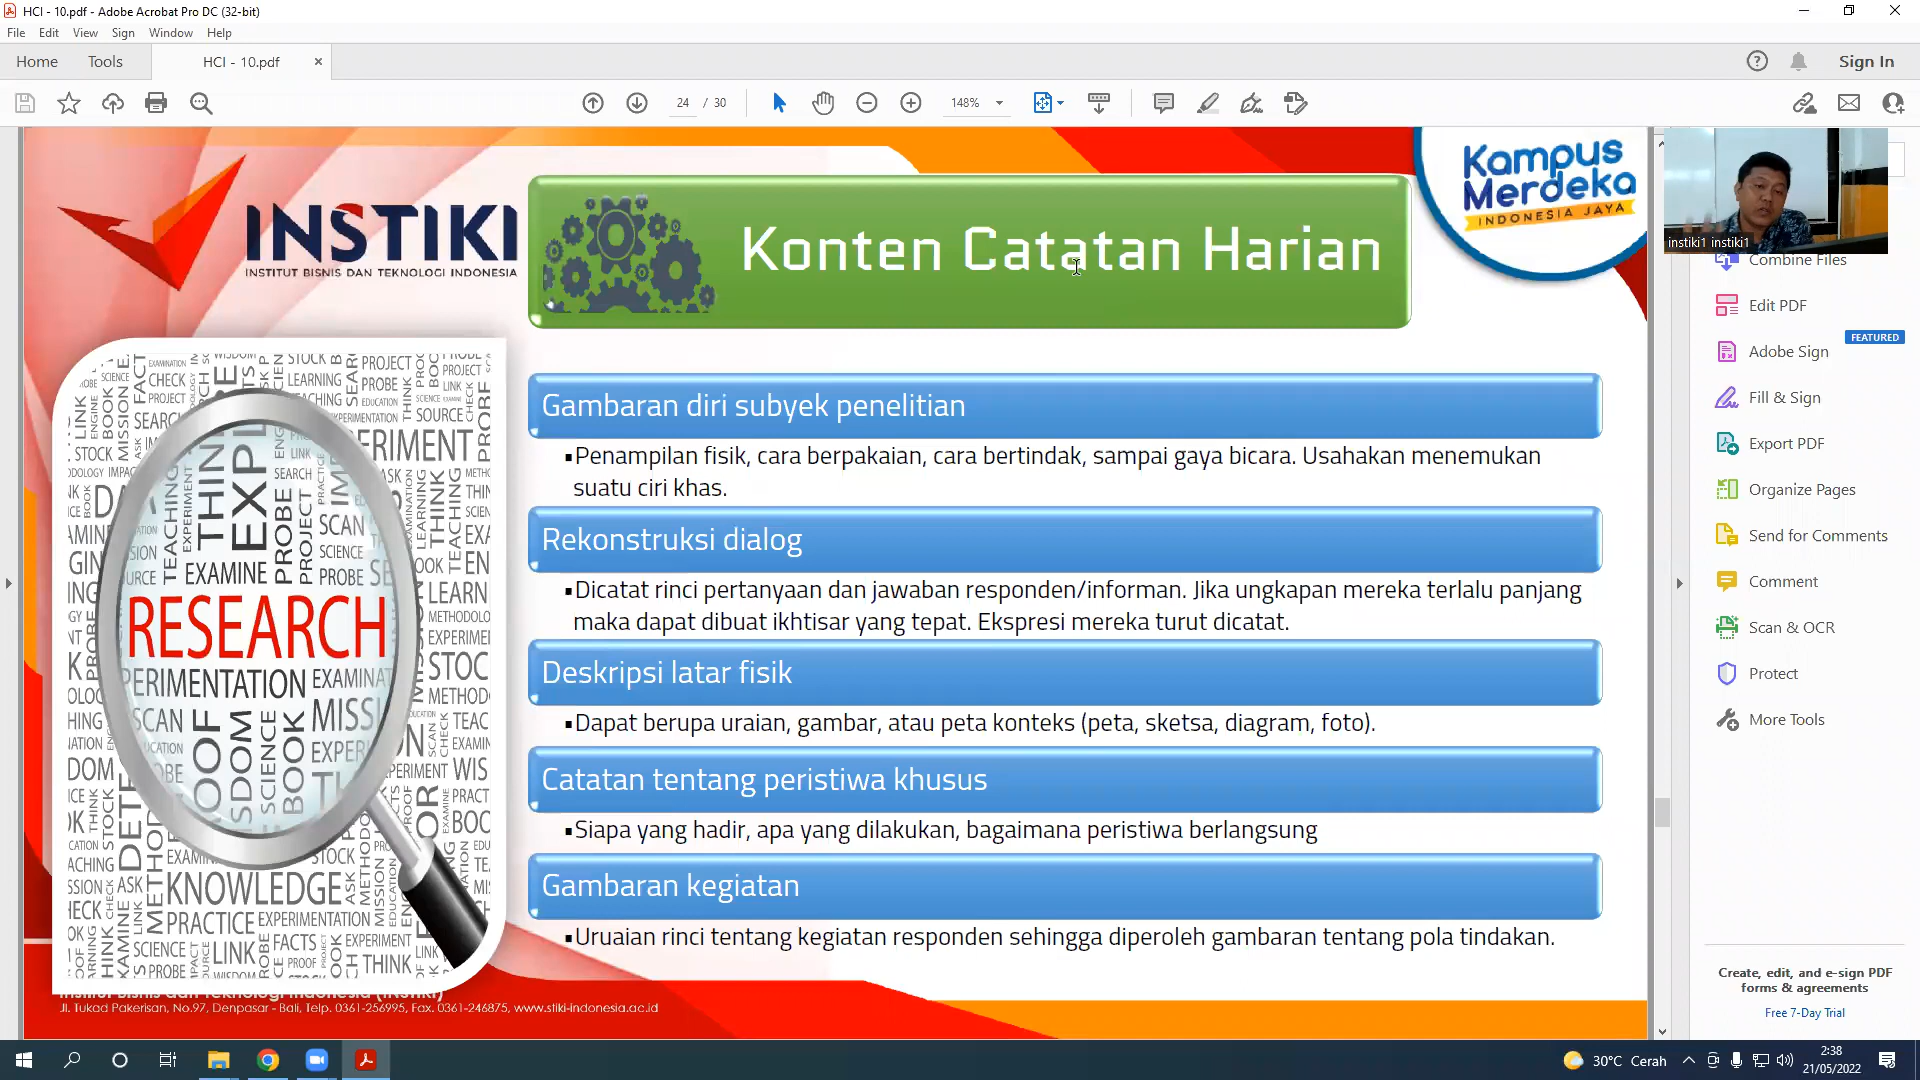 HCI - 10.pdf - Adobe Acrobat Pro DC (32-bit)
File Edit View Sign Window Help
Home Tools HCI - 10.pdf Sign In
24 / 30 148%
INSTIKI
INSTITUT BISNIS DAN TEKNOLOGI INDONESIA
Konten Catatan Harian
Kampus
Merdeka
INDONESIA JAYA
instiki1 instiki1
Gambaran diri subyek penelitian
▪Penampilan fisik, cara berpakaian, cara bertindak, sampai gaya bicara. Usahakan menemukan
suatu ciri khas.
Rekonstruksi dialog
▪Dicatat rinci pertanyaan dan jawaban responden/informan. Jika ungkapan mereka terlalu panjang
maka dapat dibuat ikhtisar yang tepat. Ekspresi mereka turut dicatat.
Deskripsi latar fisik
▪Dapat berupa uraian, gambar, atau peta konteks (peta, sketsa, diagram, foto).
Catatan tentang peristiwa khusus
▪Siapa yang hadir, apa yang dilakukan, bagaimana peristiwa berlangsung
Gambaran kegiatan
▪Uruaian rinci tentang kegiatan responden sehingga diperoleh gambaran tentang pola tindakan.
RESEARCH
EXAMINE
PROBE
SCAN
SCIENCE
PERIMENTATION
KNOWLEDGE
PRACTICE EXPERIMENTATION
LINK
THINK
Jl. Tukad Pakerisan, No.97, Denpasar - Bali, Telp. 0361-256995, Fax. 0361-246875, www.stiki-indonesia.ac.id
Combine Files
Edit PDF
FEATURED
Adobe Sign
Fill & Sign
Export PDF
Organize Pages
Send for Comments
Comment
Scan & OCR
Protect
More Tools
Create, edit, and e-sign PDF
forms & agreements
Free 7-Day Trial
30°C Cerah
2:38
21/05/2022